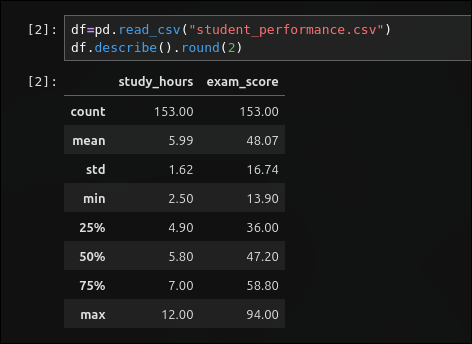 [2]: df=pd.read_csv("student_performance.csv")
df.describe().round(2)
[2]: study_hours exam_score
count 153.00 153.00
mean 5.99 48.07
std 1.62 16.74
min 2.50 13.90
25% 4.90 36.00
50% 5.80 47.20
75% 7.00 58.80
max 12.00 94.00